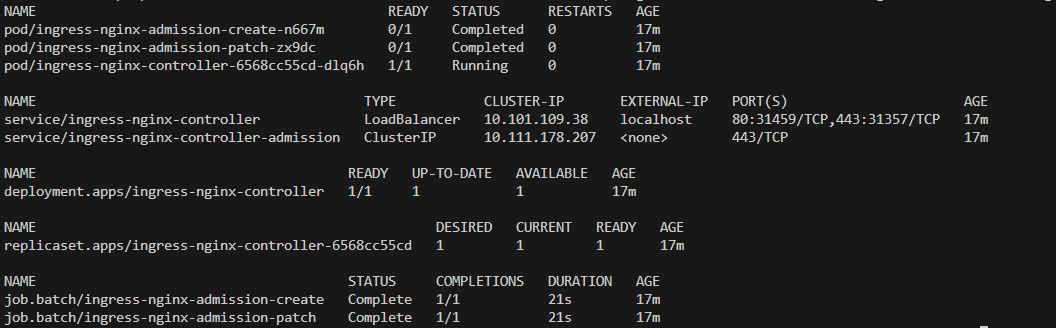 NAME                                            READY   STATUS      RESTARTS   AGE
pod/ingress-nginx-admission-create-n667m        0/1     Completed   0          17m
pod/ingress-nginx-admission-patch-zx9dc         0/1     Completed   0          17m
pod/ingress-nginx-controller-6568cc55cd-dlq6h   1/1     Running     0          17m

NAME                                         TYPE           CLUSTER-IP       EXTERNAL-IP   PORT(S)                      AGE
service/ingress-nginx-controller             LoadBalancer   10.101.109.38    localhost     80:31459/TCP,443:31357/TCP   17m
service/ingress-nginx-controller-admission   ClusterIP      10.111.178.207   <none>        443/TCP                      17m

NAME                                       READY   UP-TO-DATE   AVAILABLE   AGE
deployment.apps/ingress-nginx-controller   1/1     1            1           17m

NAME                                                  DESIRED   CURRENT   READY   AGE
replicaset.apps/ingress-nginx-controller-6568cc55cd   1         1         1       17m

NAME                                       STATUS     COMPLETIONS   DURATION   AGE
job.batch/ingress-nginx-admission-create   Complete   1/1           21s        17m
job.batch/ingress-nginx-admission-patch    Complete   1/1           21s        17m